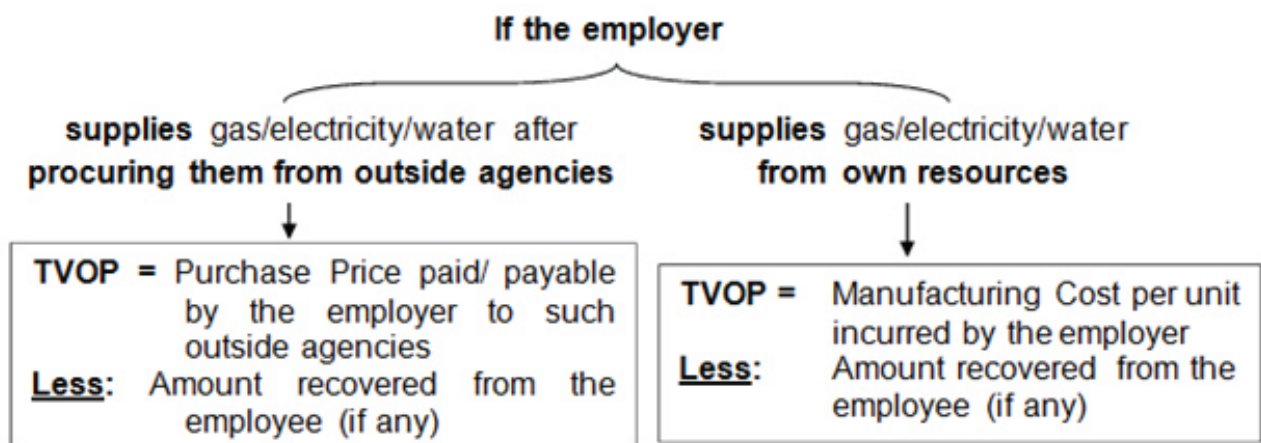 If the employer
supplies gas/electricity/water after
procuring them from outside agencies
supplies gas/electricity/water
from own resources
TVOP = Purchase Price paid/ payable
by the employer to such
outside agencies
Less: Amount recovered from the
employee (if any)
TVOP = Manufacturing Cost per unit
incurred by the employer
Less: Amount recovered from the
employee (if any)